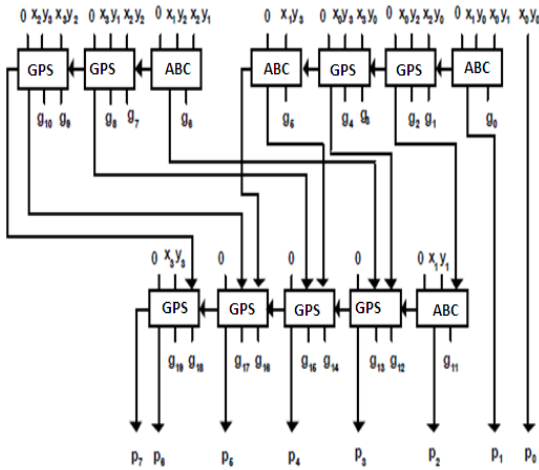 0 x2y3 x3y2 0 x3y1 x2y2 0 x1y2 x2y1 0 x1y3 0 x0y3 x3y0 0 x0y2 x2y0 0 x1y0 x0y1 x0y0
GPS GPS ABC ABC GPS GPS ABC
g10 g9 g8 g7 g6 g5 g4 g3 g2 g1 g0
0 x3y3 0 0 0 0 x1y1
GPS GPS GPS GPS ABC
g19 g18 g17 g16 g15 g14 g13 g12 g11
p7 p6 p5 p4 p3 p2 p1 p0